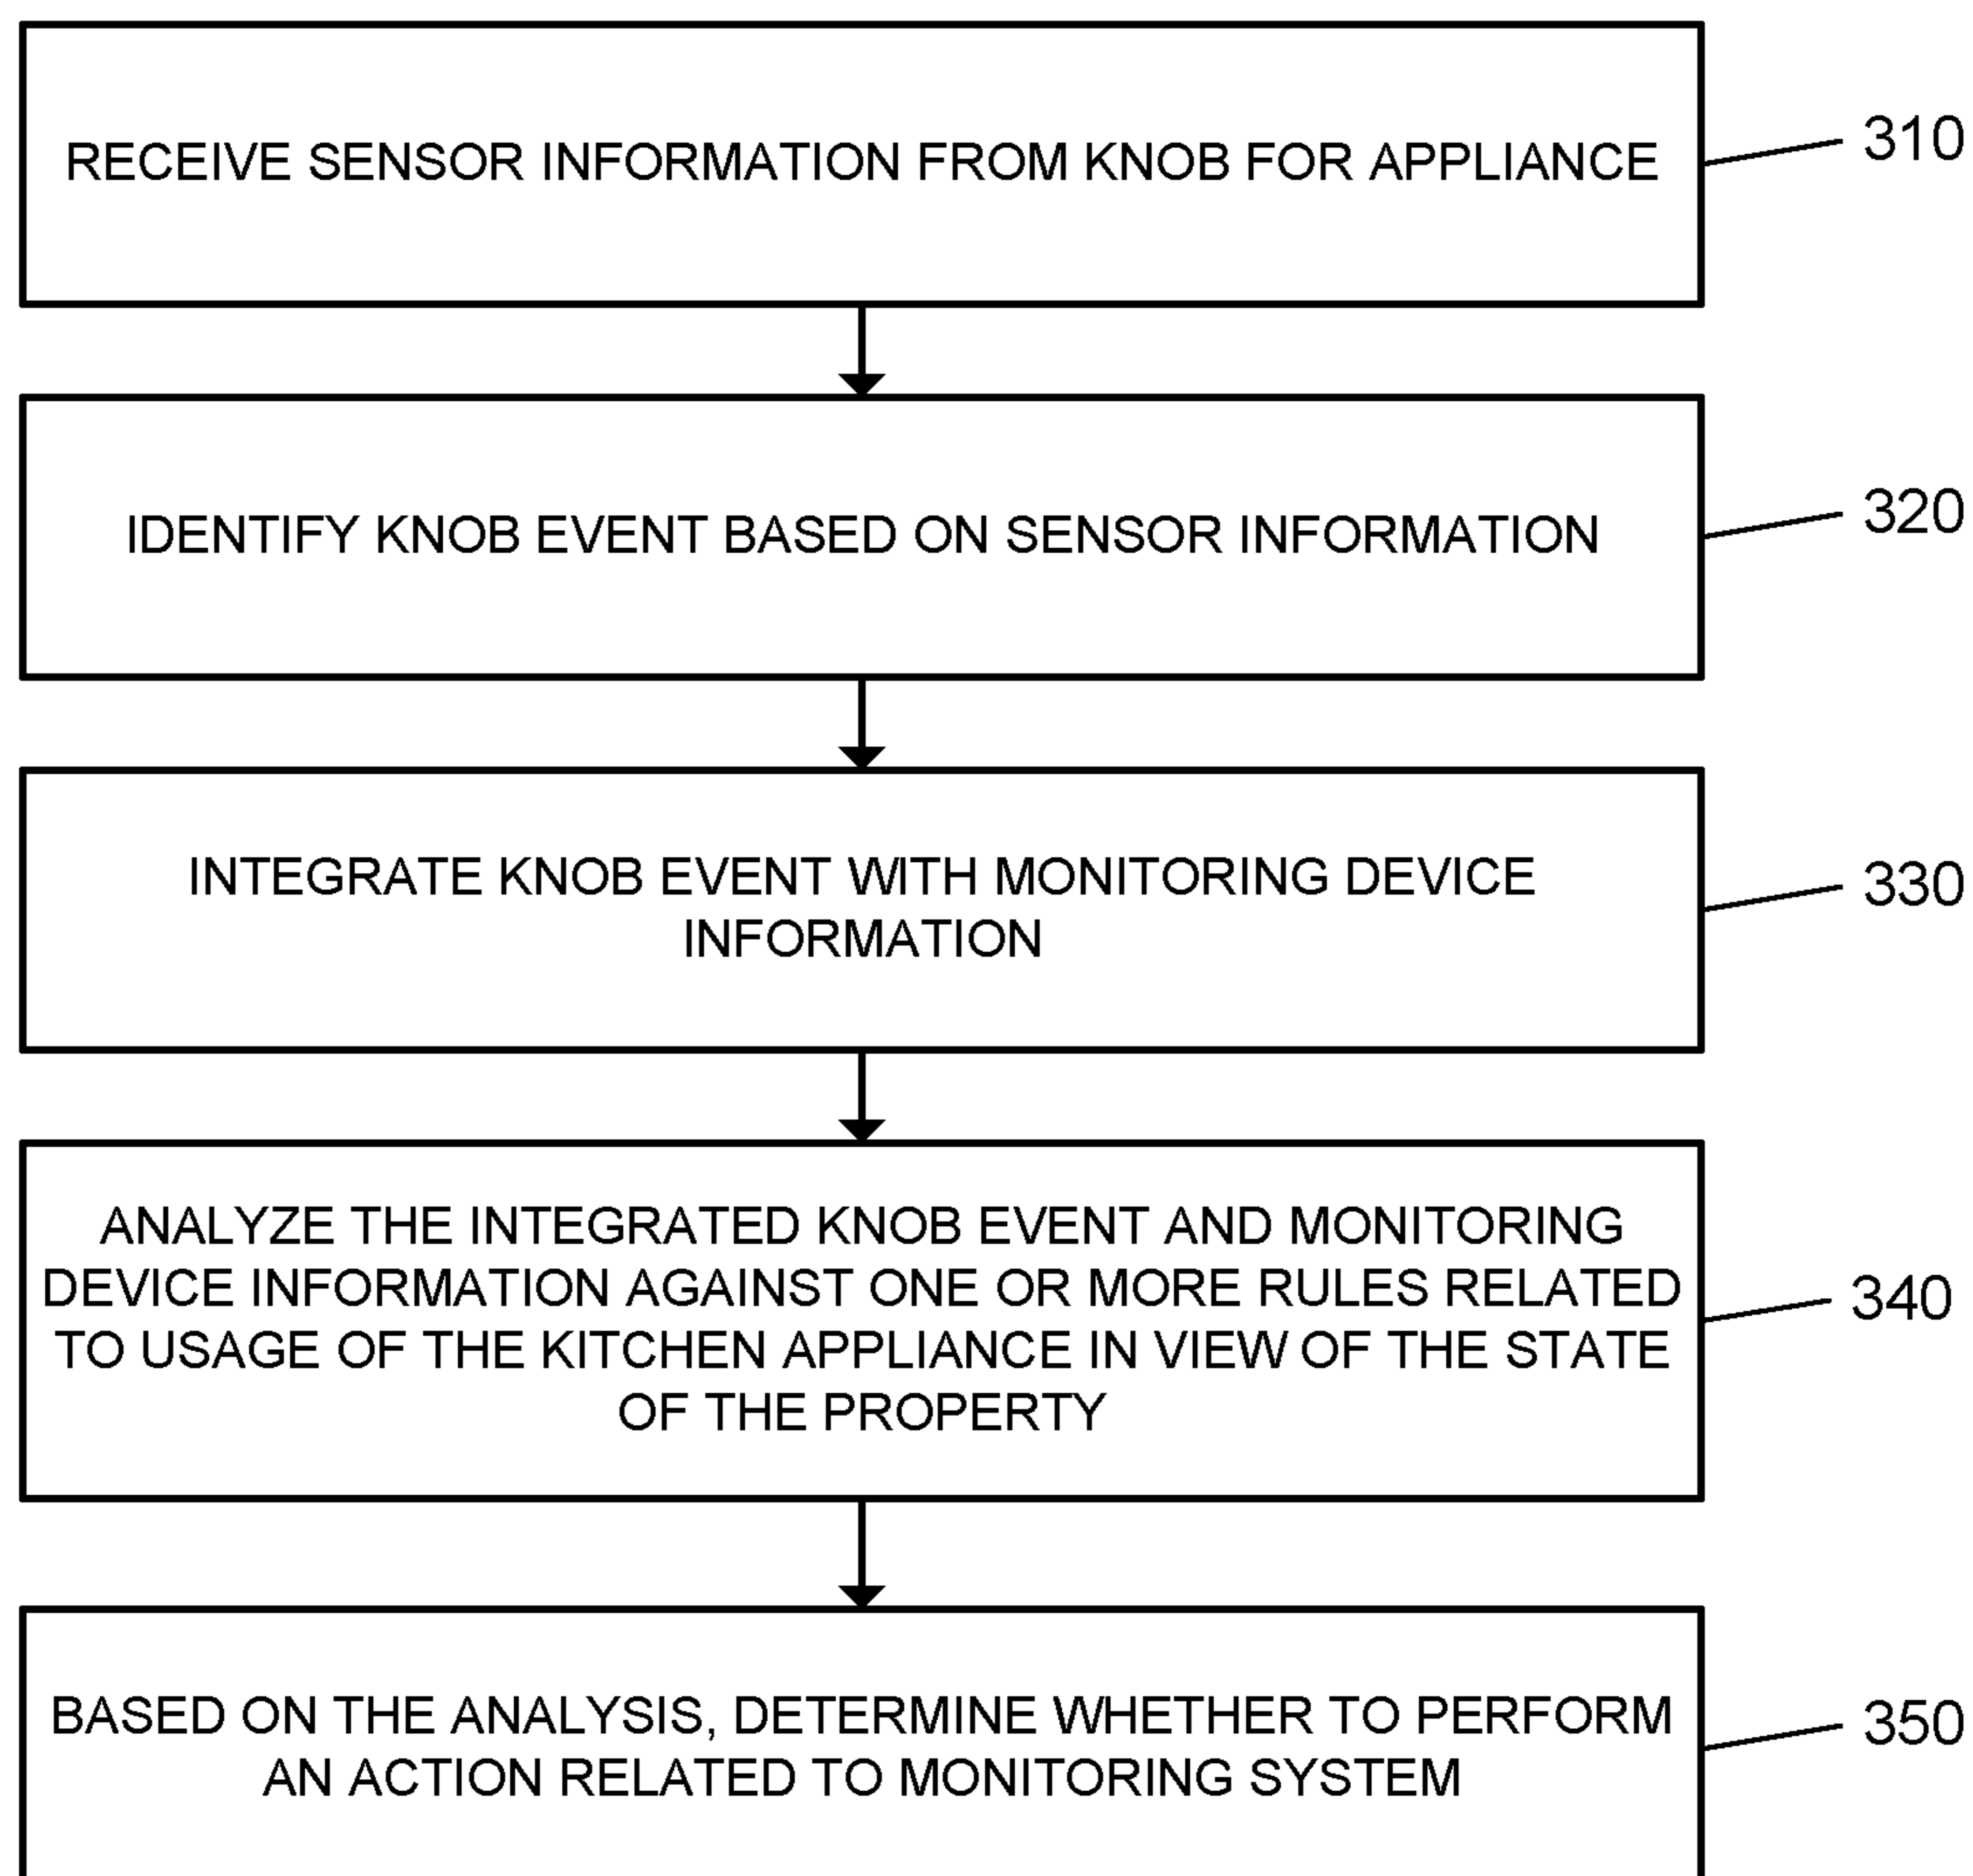 RECEIVE SENSOR INFORMATION FROM KNOB FOR APPLIANCE
310
IDENTIFY KNOB EVENT BASED ON SENSOR INFORMATION
320
INTEGRATE KNOB EVENT WITH MONITORING DEVICE
INFORMATION
330
ANALYZE THE INTEGRATED KNOB EVENT AND MONITORING
DEVICE INFORMATION AGAINST ONE OR MORE RULES RELATED
TO USAGE OF THE KITCHEN APPLIANCE IN VIEW OF THE STATE
OF THE PROPERTY
340
BASED ON THE ANALYSIS, DETERMINE WHETHER TO PERFORM
AN ACTION RELATED TO MONITORING SYSTEM
350